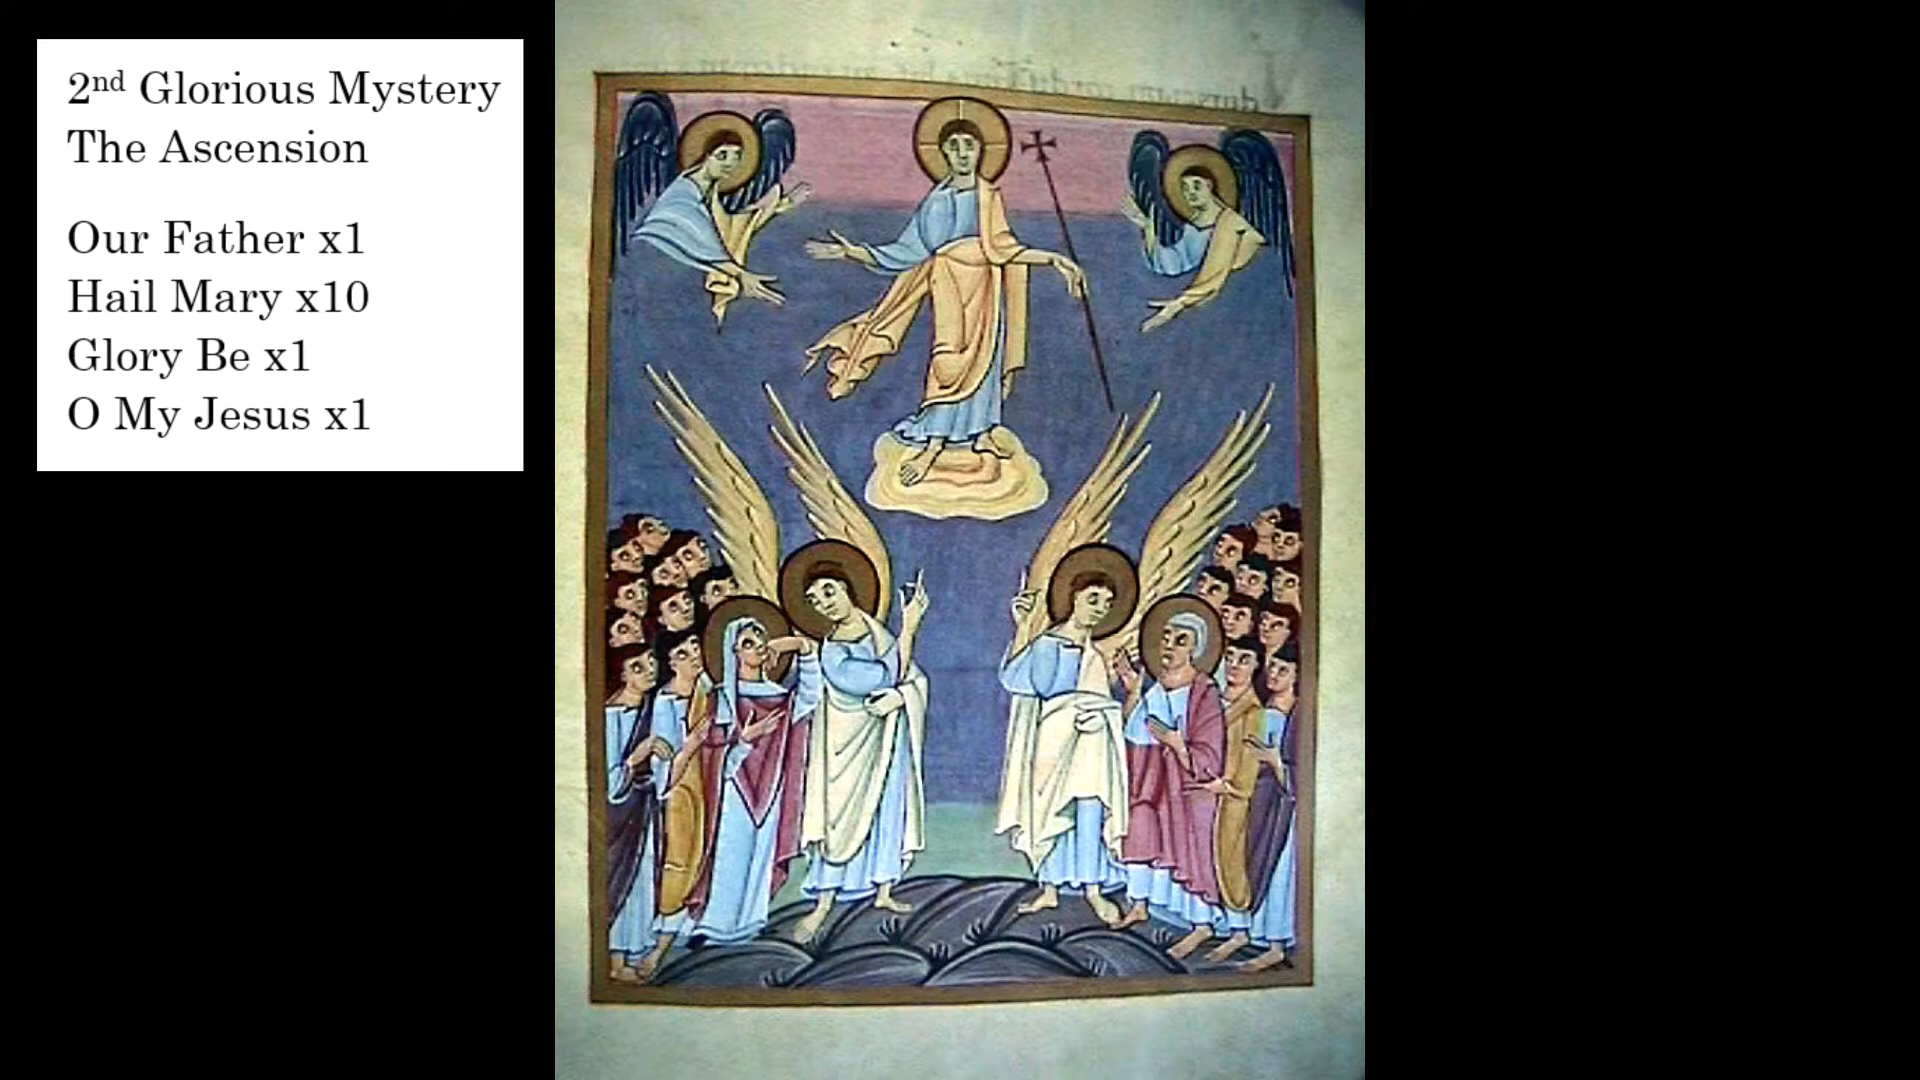 2nd Glorious Mystery
The Ascension
Our Father x1
Hail Mary x10
Glory Be x1
O My Jesus x1